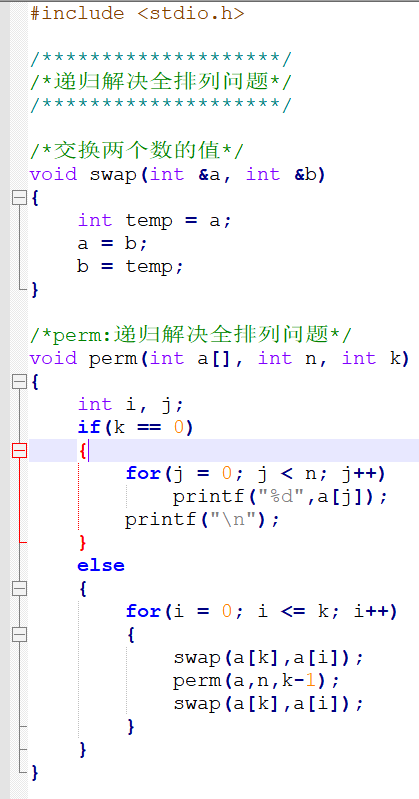 #include <stdio.h>
/********************/
/*递归解决全排列问题*/
/********************/
/*交换两个数的值*/
void swap(int &a, int &b)
{
    int temp = a;
    a = b;
    b = temp;
}
/*perm:递归解决全排列问题*/
void perm(int a[], int n, int k)
{
    int i, j;
    if(k == 0)
    {
        for(j = 0; j < n; j++)
            printf("%d",a[j]);
        printf("\n");
    }
    else
    {
        for(i = 0; i <= k; i++)
        {
            swap(a[k],a[i]);
            perm(a,n,k-1);
            swap(a[k],a[i]);
        }
    }
}